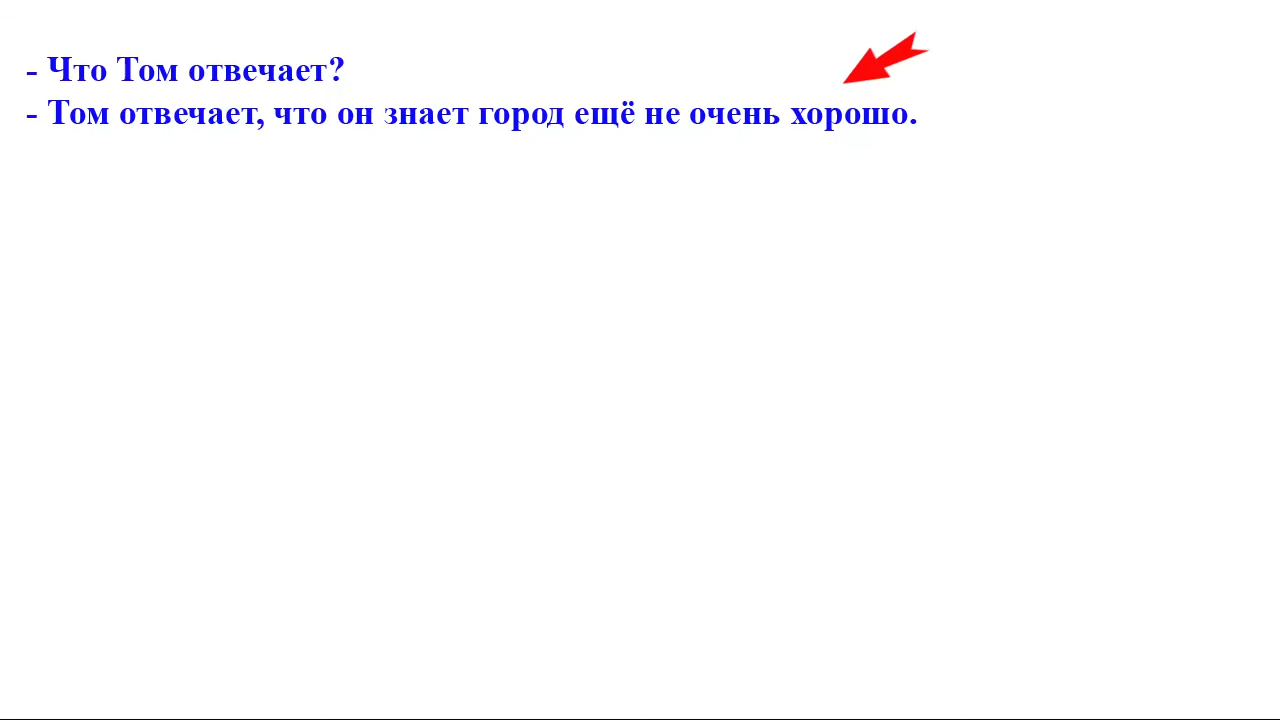 - Что Том отвечает?
- Том отвечает, что он знает город ещё не очень хорошо.